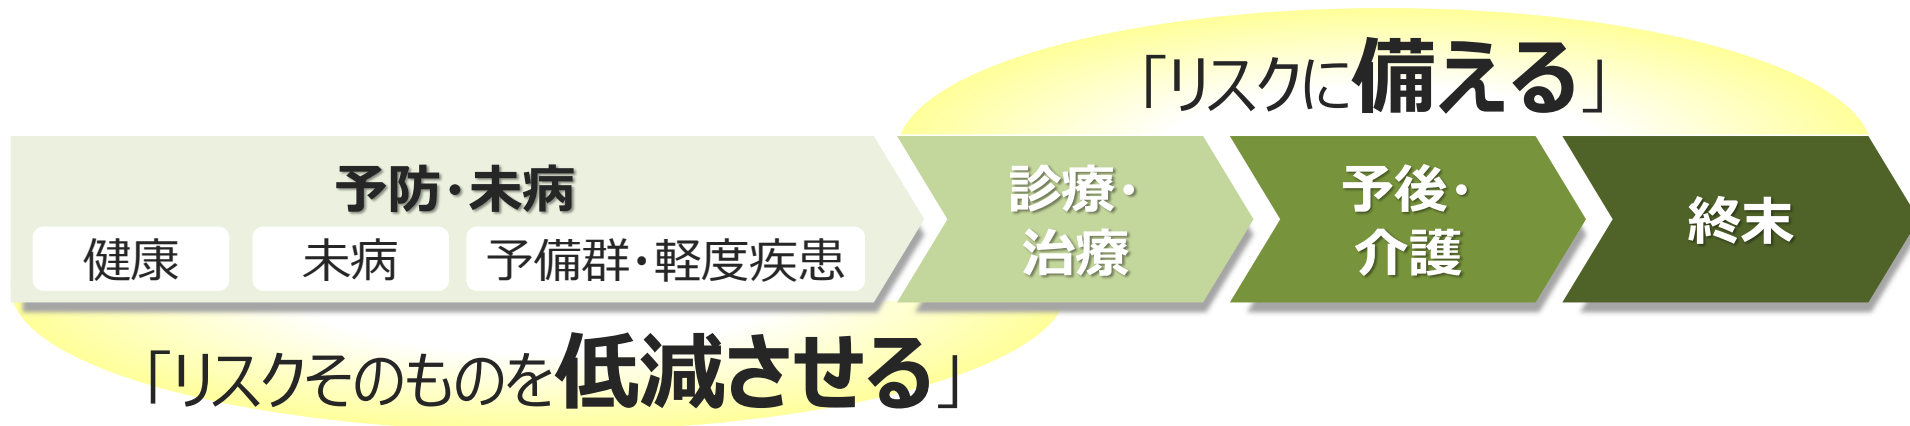 「リスクに備える」
予防・未病
健康
未病
予備群・軽度疾患
診療・
治療
予後・
介護
終末
「リスクそのものを低減させる」